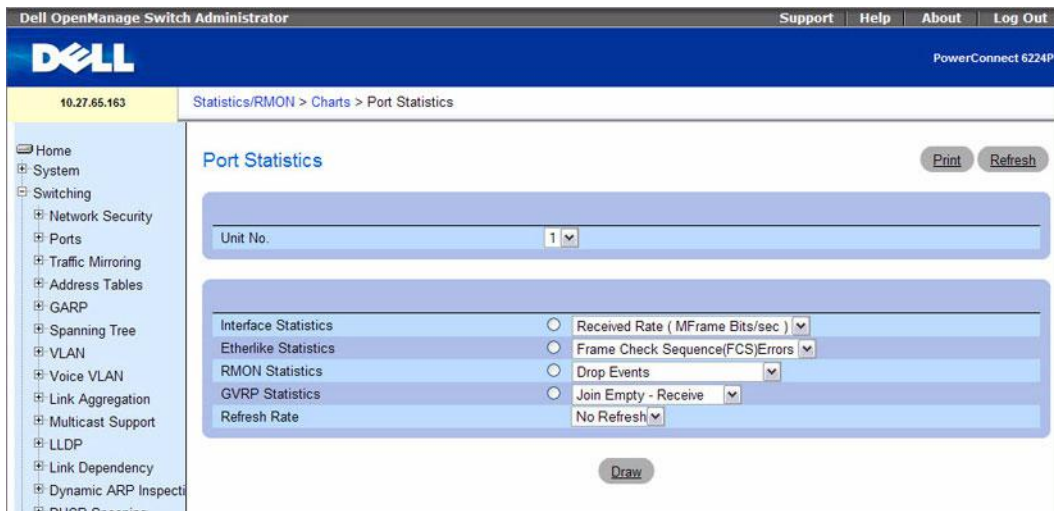 Dell OpenManage Switch Administrator
Support Help About Log Out
DELL
PowerConnect 6224P
10.27.65.163
Statistics/RMON > Charts > Port Statistics
Home
System
Switching
Network Security
Ports
Traffic Mirroring
Address Tables
GARP
Spanning Tree
VLAN
Voice VLAN
Link Aggregation
Multicast Support
LLDP
Link Dependency
Dynamic ARP Inspecti
Port Statistics
Print Refresh
Unit No. 1
Interface Statistics Received Rate ( MFrame Bits/sec )
Etherlike Statistics Frame Check Sequence(FCS)Errors
RMON Statistics Drop Events
GVRP Statistics Join Empty - Receive
Refresh Rate No Refresh
Draw